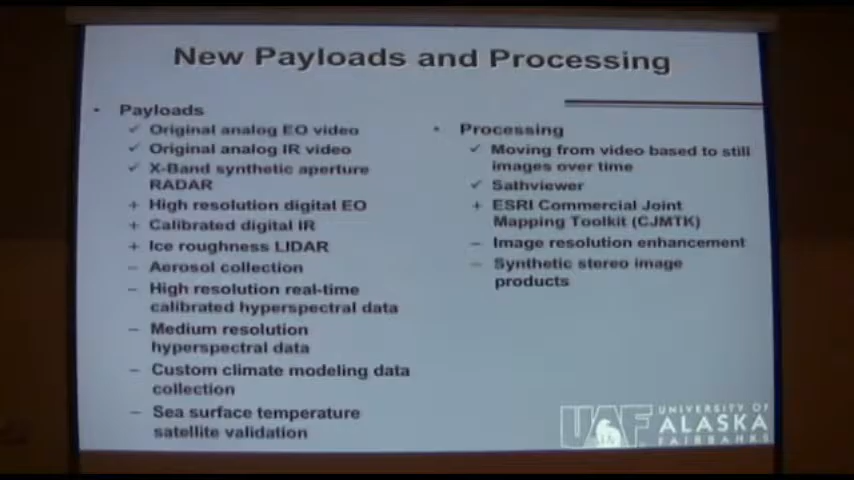 New Payloads and Processing
• Payloads
✓ Original analog EO video
✓ Original analog IR video
✓ X-Band synthetic aperture
RADAR
+ High resolution digital EO
+ Calibrated digital IR
+ Ice roughness LIDAR
– Aerosol collection
– High resolution real-time
calibrated hyperspectral data
– Medium resolution
hyperspectral data
– Custom climate modeling data
collection
– Sea surface temperature
satellite validation
• Processing
✓ Moving from video based to still
images over time
✓ Sathviewer
+ ESRI Commercial Joint
Mapping Toolkit (CJMTK)
– Image resolution enhancement
– Synthetic stereo image
products
UAF
UNIVERSITY OF
ALASKA
FAIRBANKS